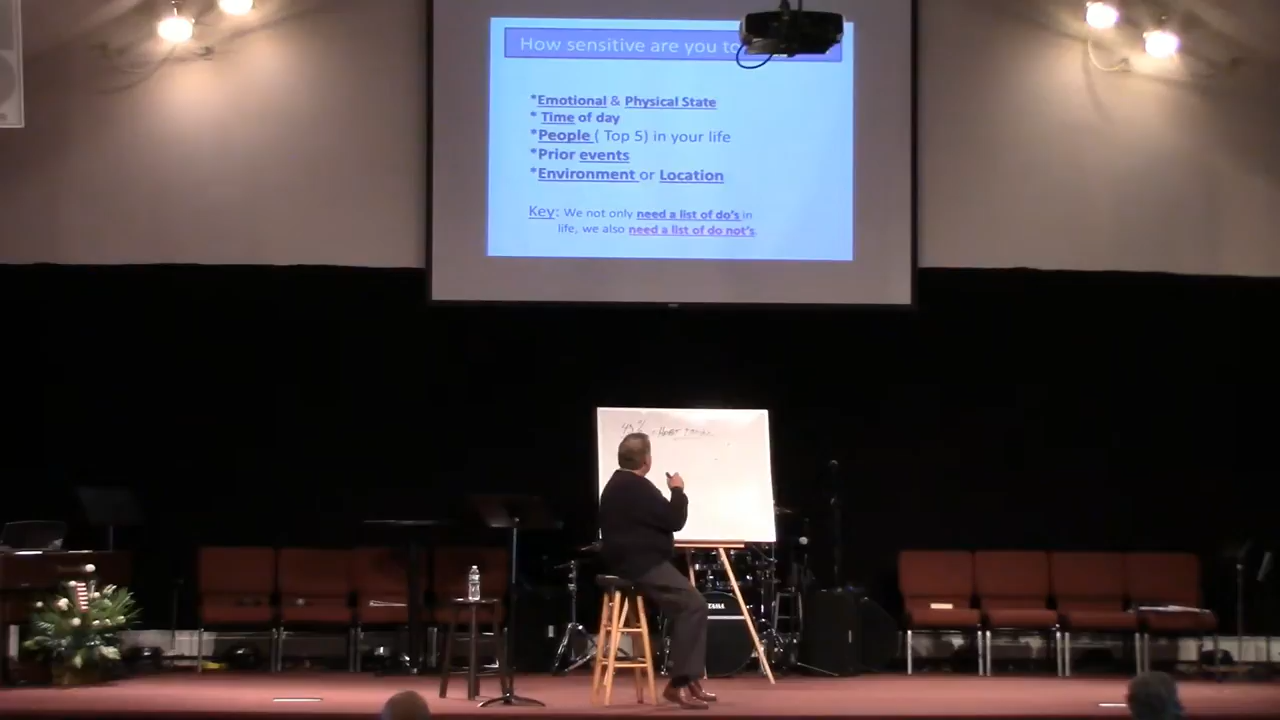 How sensitive are you to
*Emotional & Physical State
* Time of day
*People ( Top 5) in your life
*Prior events
*Environment or Location
Key: We not only need a list of do's in
life, we also need a list of do not's.
TAMA